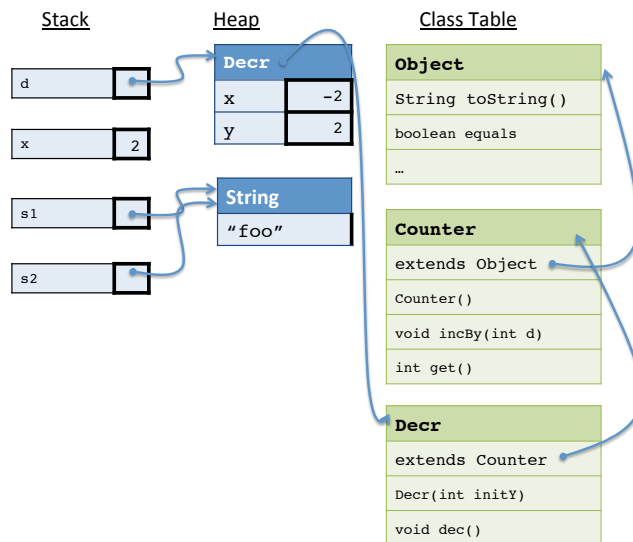 Stack
Heap
Class Table
d
x 2
s1
s2
Decr
x -2
y 2
String
“foo”
Object
String toString()
boolean equals
…
Counter
extends Object
Counter()
void incBy(int d)
int get()
Decr
extends Counter
Decr(int initY)
void dec()